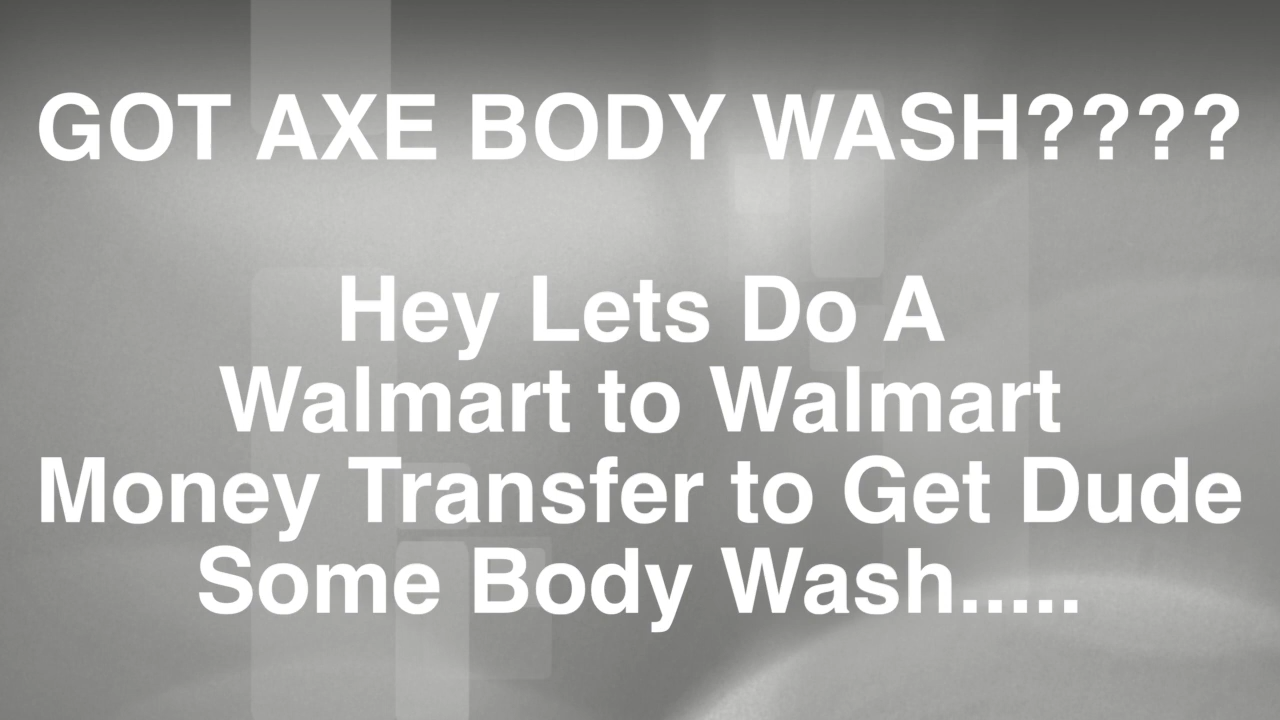 GOT AXE BODY WASH????
Hey Lets Do A
Walmart to Walmart
Money Transfer to Get Dude
Some Body Wash.....